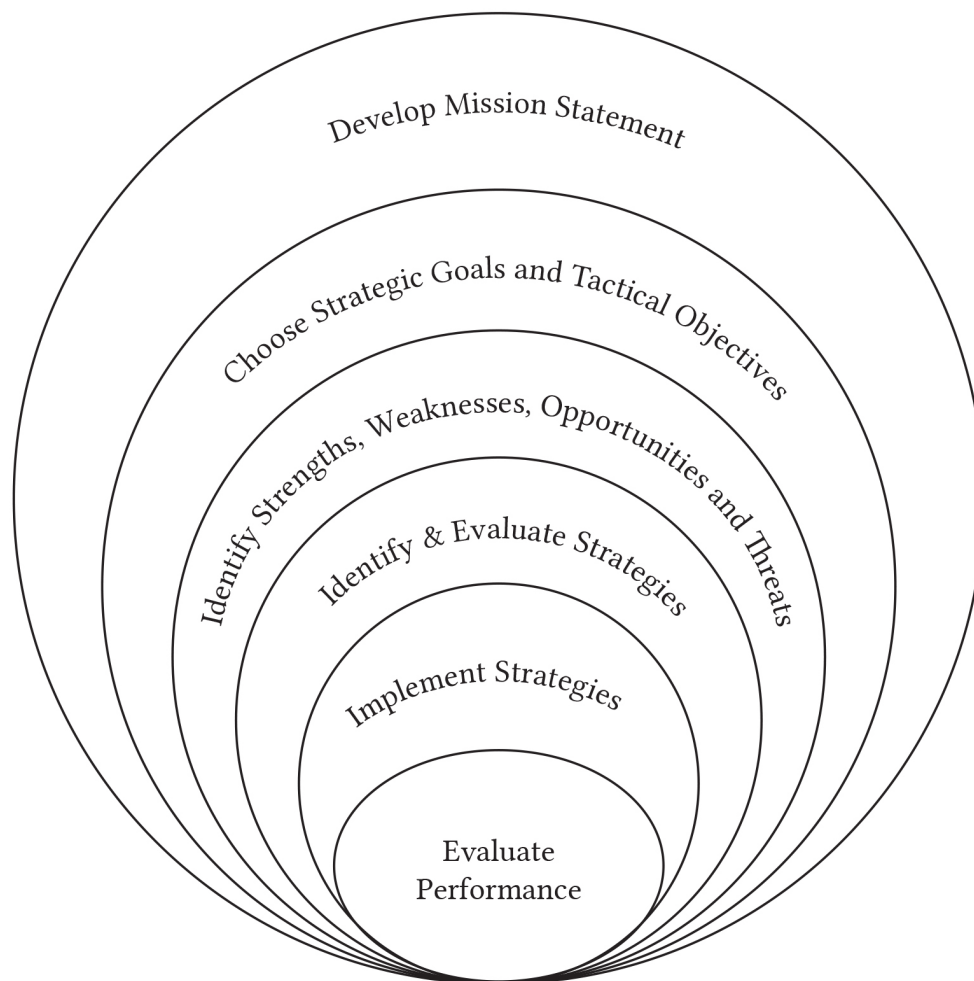 Develop Mission Statement
Choose Strategic Goals and Tactical Objectives
Identify Strengths, Weaknesses, Opportunities and Threats
Identify & Evaluate Strategies
Implement Strategies
Evaluate
Performance